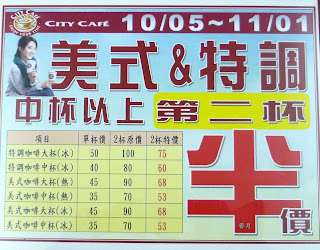 CITY CAFÉ 10/05~11/01
美式&特調
中杯以上 第二杯
半
價
項目 單杯價 2杯原價 2杯特價
特調咖啡大杯(冰) 50 100 75
特調咖啡中杯(冰) 40 80 60
美式咖啡大杯(熱) 45 90 68
美式咖啡中杯(熱) 35 70 53
美式咖啡大杯(冰) 45 90 68
美式咖啡中杯(冰) 35 70 53